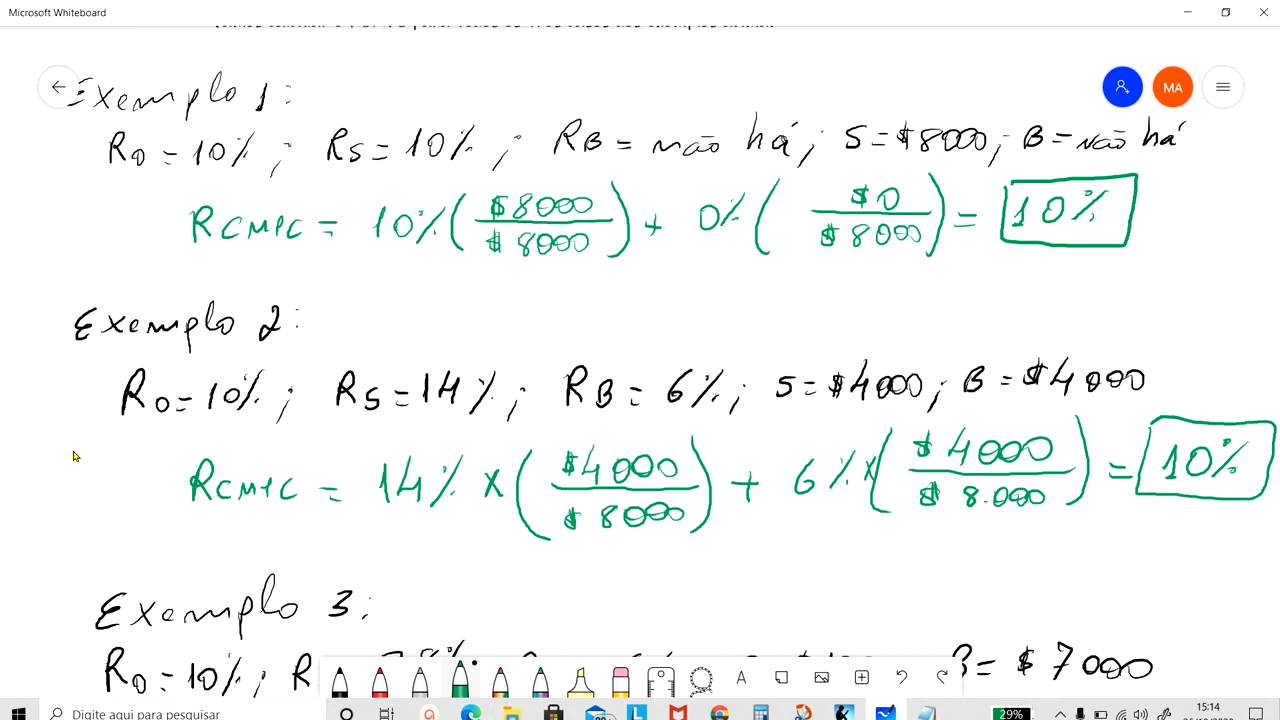 Microsoft Whiteboard
Exemplo 1:
MA
R0 = 10% ; RS = 10% ; RB = não há ; S = $8000 ; B = não há
RCMPC = 10% ( $8000 / $8000 ) + 0% ( $0 / $8000 ) = 10%
Exemplo 2:
R0 = 10% ; RS = 14% ; RB = 6% ; S = $4000 ; B = $4000
RCMPC = 14% × ( $4000 / $8000 ) + 6% × ( $4000 / $8.000 ) = 10%
Exemplo 3:
R0 = 10% ; R B = $7000
A
Digite aqui para pesquisar
29%
15:14